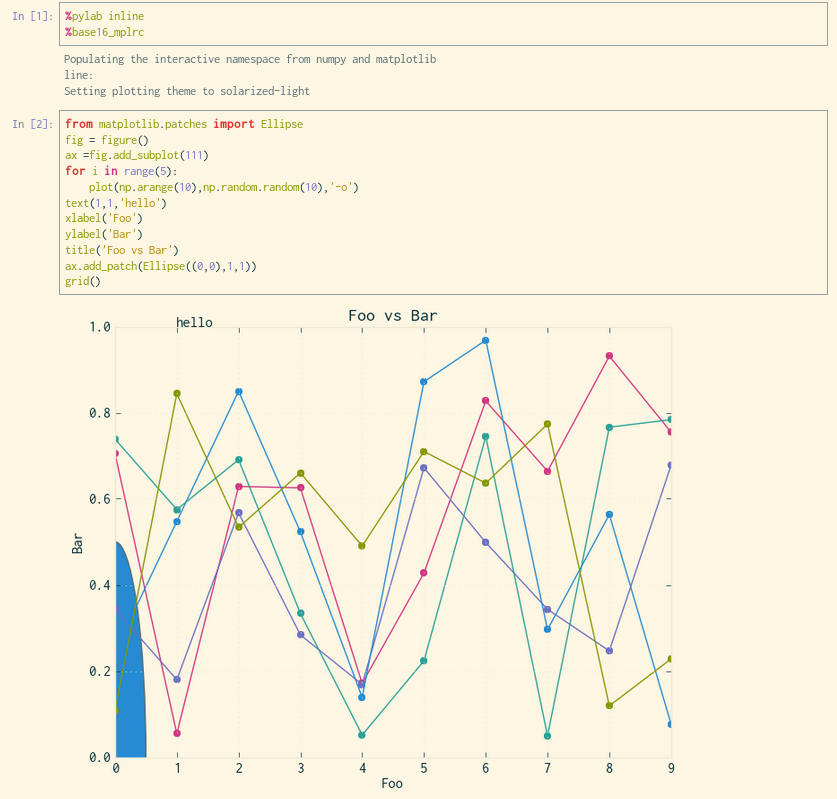 In [1]:
%pylab inline
%base16_mplrc
Populating the interactive namespace from numpy and matplotlib
line:
Setting plotting theme to solarized-light
In [2]:
from matplotlib.patches import Ellipse
fig = figure()
ax =fig.add_subplot(111)
for i in range(5):
    plot(np.arange(10),np.random.random(10),'-o')
text(1,1,'hello')
xlabel('Foo')
ylabel('Bar')
title('Foo vs Bar')
ax.add_patch(Ellipse((0,0),1,1))
grid()
Foo vs Bar
hello
1.0
0.8
0.6
0.4
0.2
0.0
Bar
0 1 2 3 4 5 6 7 8 9
Foo